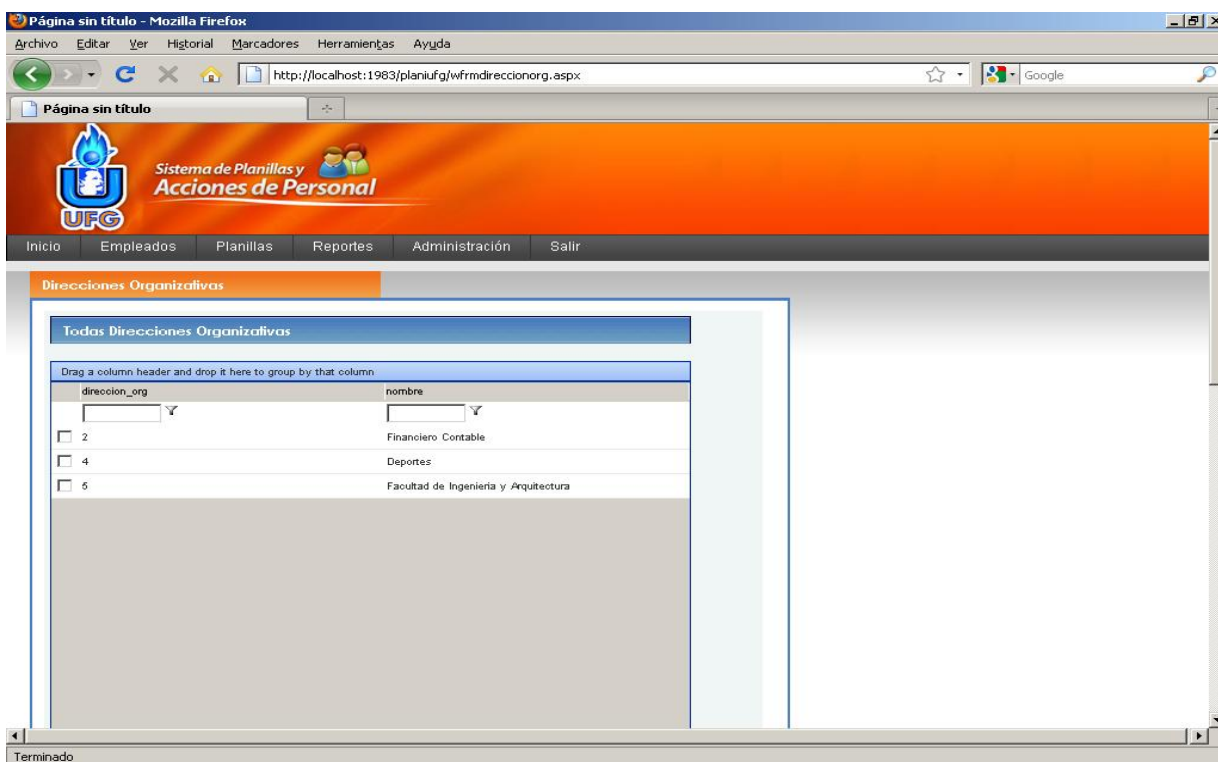 Página sin título - Mozilla Firefox
Archivo Editar Ver Historial Marcadores Herramientas Ayuda
http://localhost:1983/planiufg/wfrmdireccionorg.aspx Google
Página sin título
Sistema de Planillas y
Acciones de Personal
UFG
Inicio Empleados Planillas Reportes Administración Salir
Direcciones Organizativas
Todas Direcciones Organizativas
Drag a column header and drop it here to group by that column
direccion_org nombre
2 Financiero Contable
4 Deportes
5 Facultad de Ingenieria y Arquitectura
Terminado